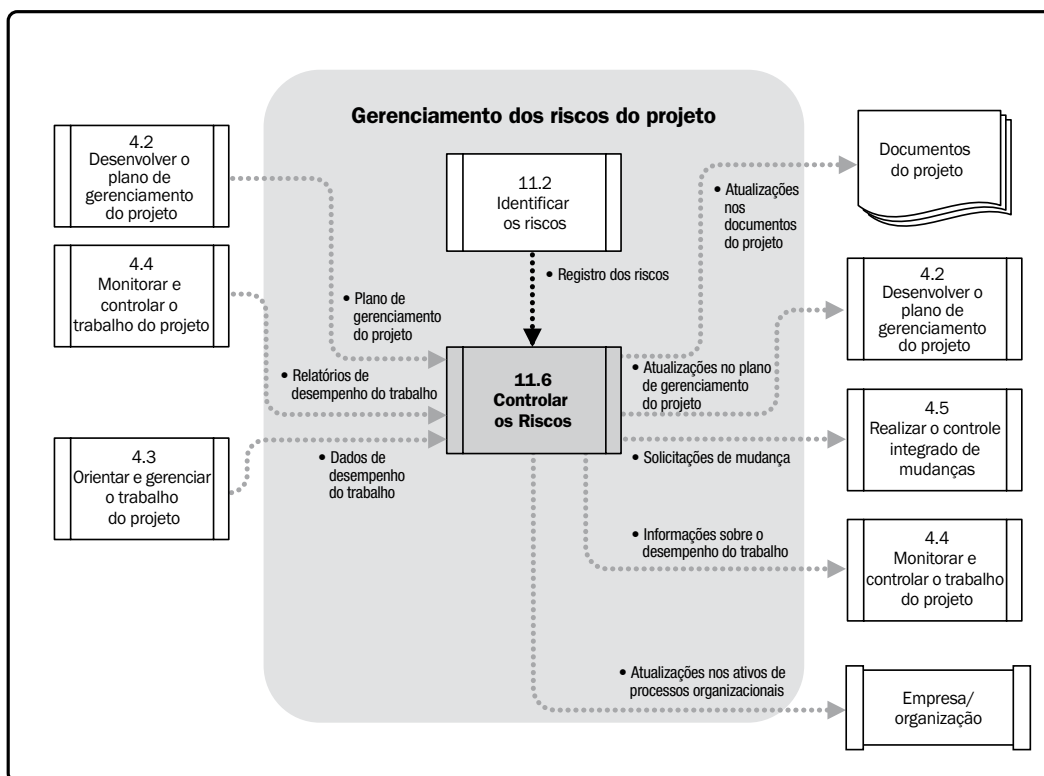 Gerenciamento dos riscos do projeto
4.2
Desenvolver o
plano de
gerenciamento
do projeto
4.4
Monitorar e
controlar o
trabalho do projeto
4.3
Orientar e gerenciar
o trabalho
do projeto
• Plano de
gerenciamento
do projeto
• Relatórios de
desempenho do trabalho
• Dados de
desempenho
do trabalho
11.2
Identificar
os riscos
• Registro dos riscos
11.6
Controlar
os Riscos
• Atualizações
nos
documentos
do projeto
• Atualizações no plano
de gerenciamento
do projeto
• Solicitações de mudança
• Informações sobre o
desempenho do trabalho
• Atualizações nos ativos de
processos organizacionais
Documentos
do projeto
4.2
Desenvolver o
plano de
gerenciamento
do projeto
4.5
Realizar o controle
integrado de
mudanças
4.4
Monitorar e
controlar o trabalho
do projeto
Empresa/
organização